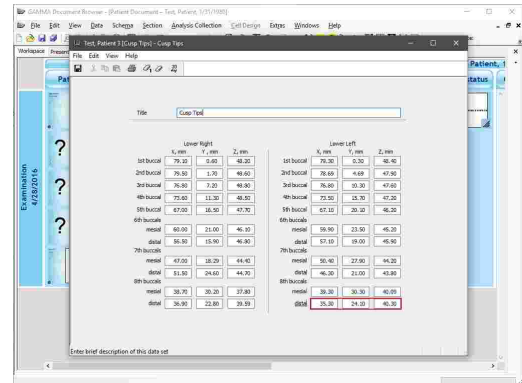 GAMMA Document Browser - [Patient Document - Test, Patient, 1/31/1980]
File Edit View Data Schema Section Analysis Collection Cell Design Extras Windows Help
Test, Patient 3 [Cusp Tips] - Cusp Tips
Workspace Present
File Edit View Help
Patient, 1
Pat
status
Title Cusp Tips
Lower Right Lower Left
X, mm Y, mm Z, mm X, mm Y, mm Z, mm
1st buccal 79.10 0.60 48.20 1st buccal 79.30 0.30 48.40
2nd buccal 79.50 1.70 48.60 2nd buccal 78.69 4.69 47.90
3rd buccal 76.80 7.20 48.80 3rd buccal 76.80 10.30 47.60
4th buccal 73.60 11.30 48.50 4th buccal 73.50 15.70 47.20
5th buccal 67.00 16.50 47.70 5th buccal 67.10 20.10 46.20
6th buccals 6th buccals
mesial 60.00 21.00 46.10 mesial 59.90 23.50 45.20
distal 55.50 15.90 46.80 distal 57.10 19.00 45.90
7th buccals 7th buccals
mesial 47.00 18.29 44.40 mesial 50.40 27.90 44.20
distal 51.50 24.60 44.70 distal 46.30 21.00 43.80
8th buccals 8th buccals
mesial 38.70 30.20 37.80 mesial 39.30 30.30 40.09
distal 36.90 22.80 39.59 distal 35.30 24.10 40.30
Examination
4/28/2016
?
?
?
Enter brief description of this data set